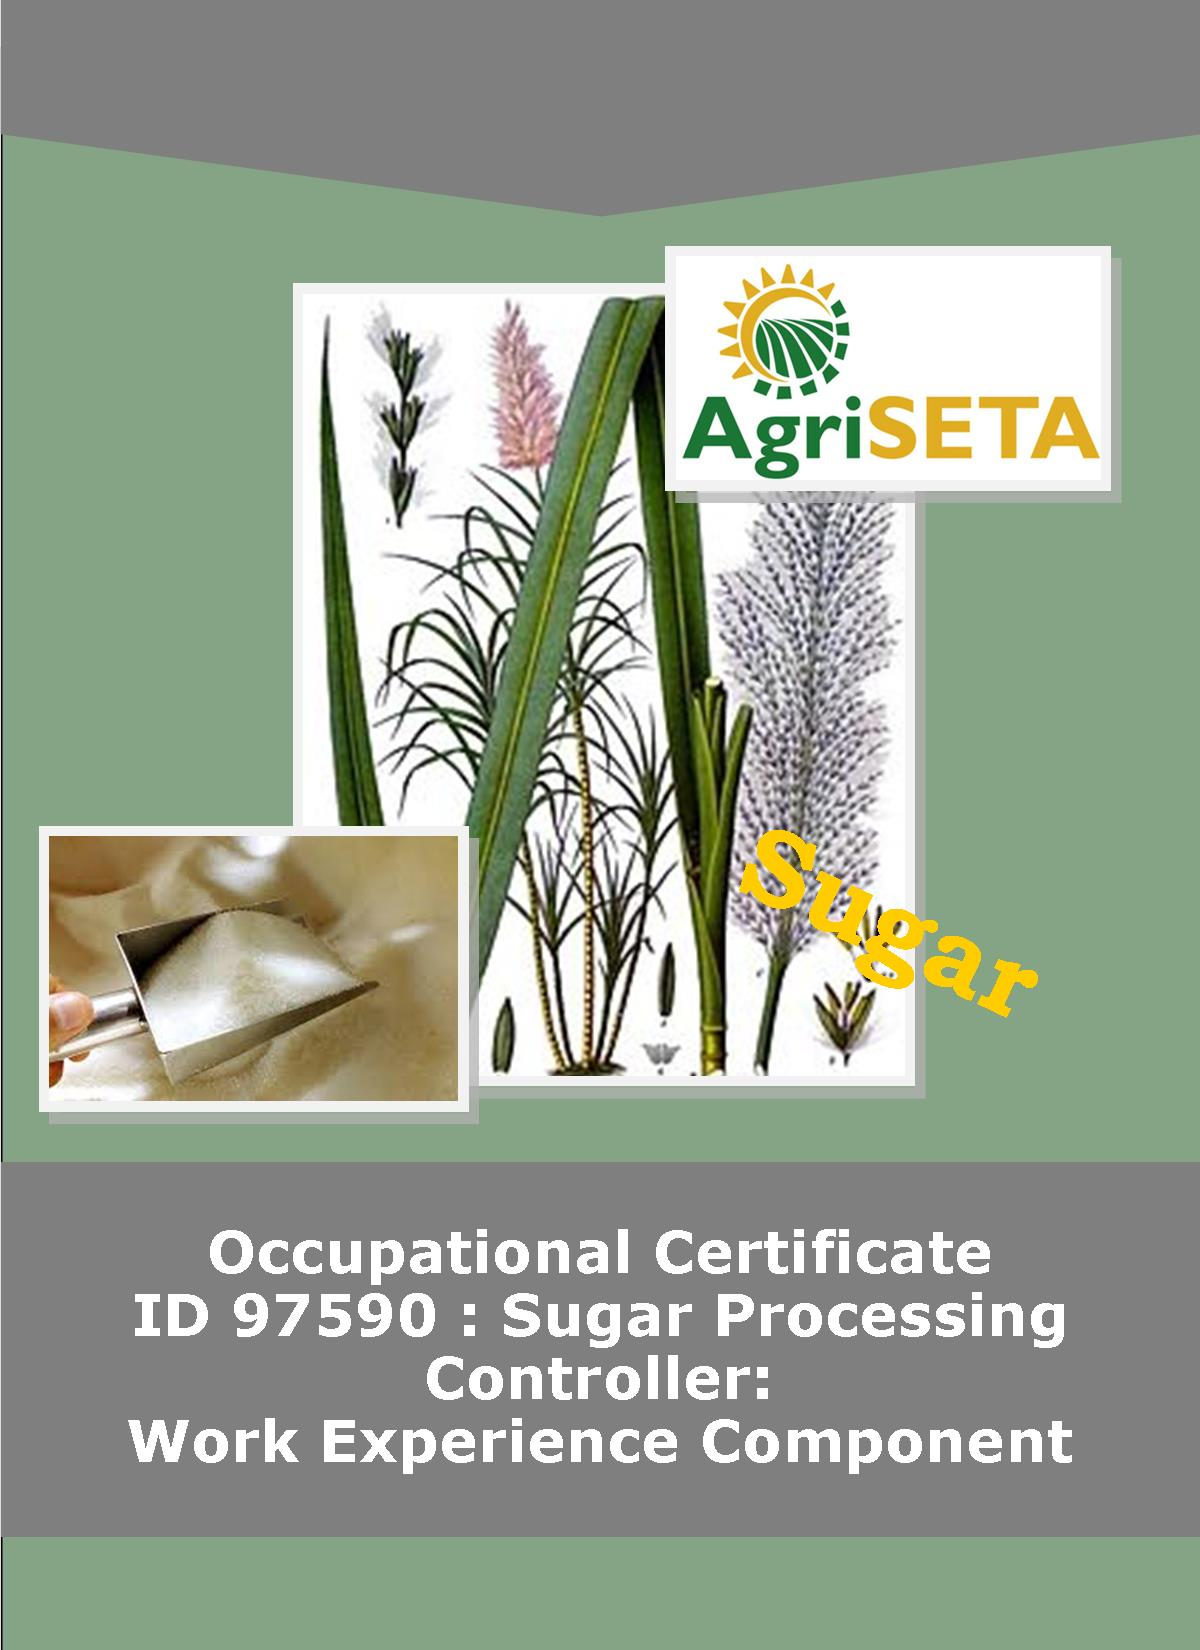 AgriSETA
Sugar
Occupational Certificate
ID 97590 : Sugar Processing
Controller:
Work Experience Component